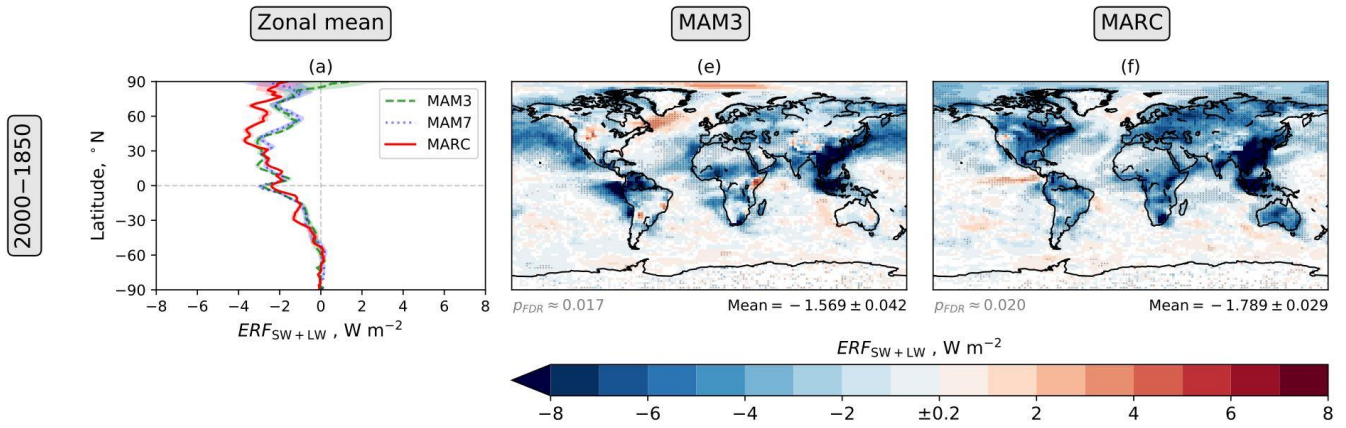 Zonal mean
MAM3
MARC
2000−1850
(a)
(e)
(f)
Latitude, ° N
90
60
30
0
−30
−60
−90
MAM3
MAM7
MARC
−8 −6 −4 −2 0 2 4 6 8
ERF_SW+LW , W m⁻²
p_FDR ≈ 0.017
Mean = −1.569 ± 0.042
p_FDR ≈ 0.020
Mean = −1.789 ± 0.029
ERF_SW+LW , W m⁻²
−8 −6 −4 −2 ±0.2 2 4 6 8